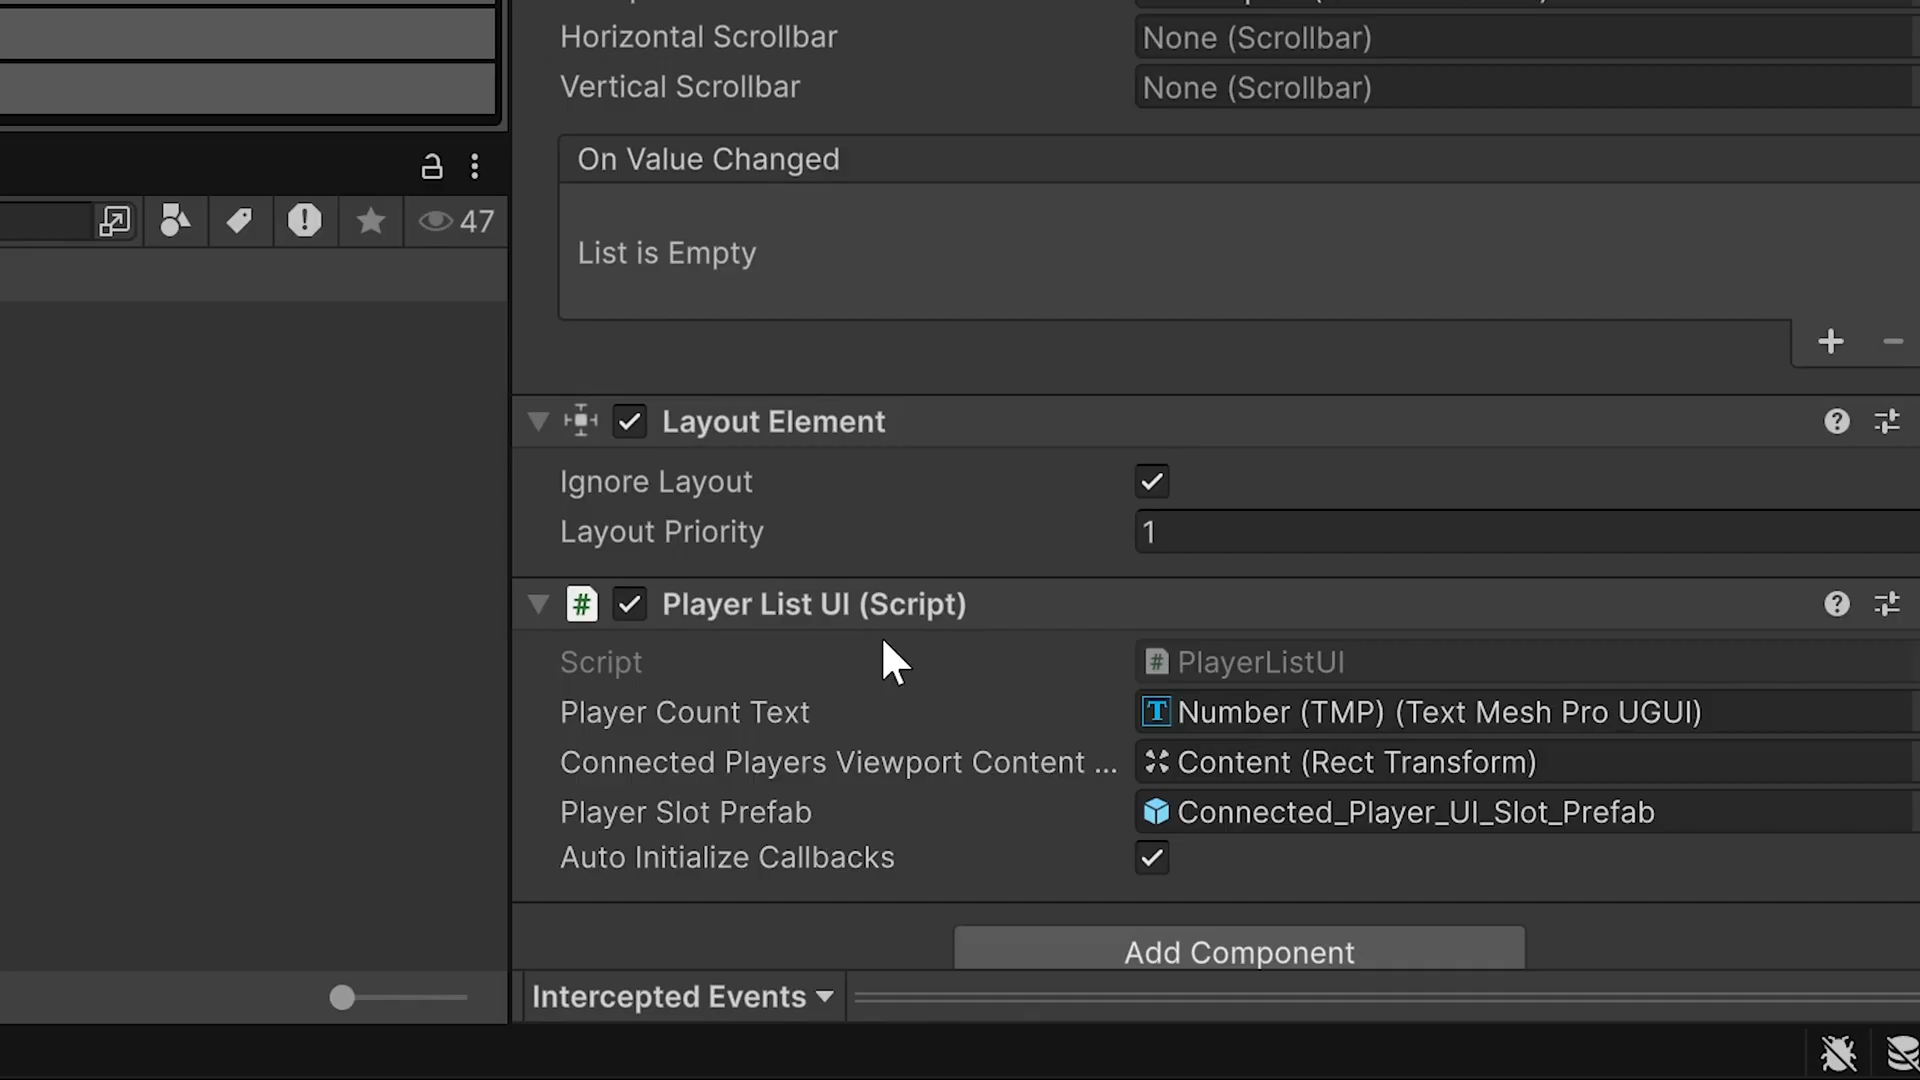 Horizontal Scrollbar None (Scrollbar)
Vertical Scrollbar None (Scrollbar)
On Value Changed
List is Empty
47
Layout Element
Ignore Layout
Layout Priority 1
# Player List UI (Script)
Script # PlayerListUI
Player Count Text T Number (TMP) (Text Mesh Pro UGUI)
Connected Players Viewport Content ... Content (Rect Transform)
Player Slot Prefab Connected_Player_UI_Slot_Prefab
Auto Initialize Callbacks
Add Component
Intercepted Events